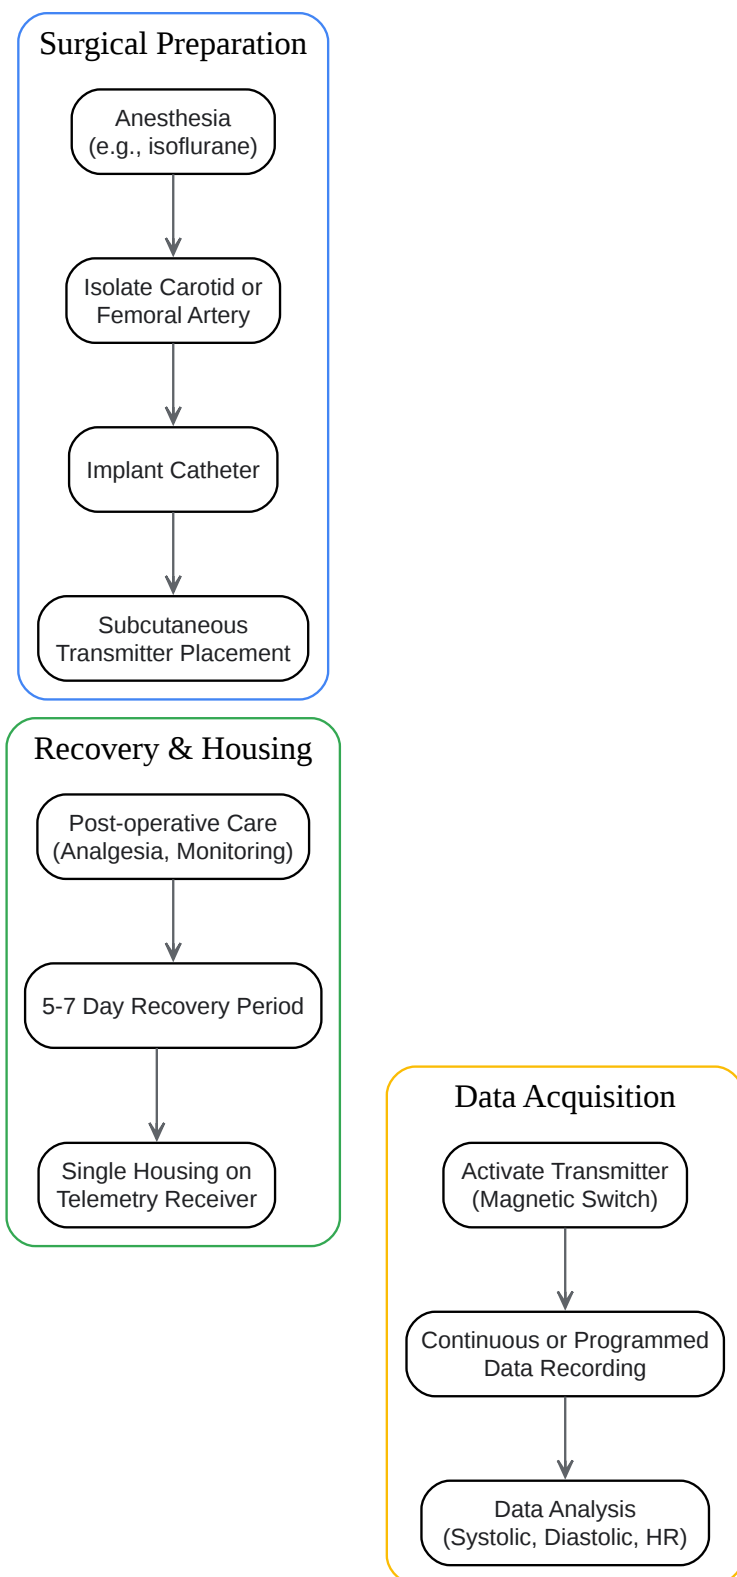 Surgical Preparation
Anesthesia
(e.g., isoflurane)
Isolate Carotid or
Femoral Artery
Implant Catheter
Subcutaneous
Transmitter Placement
Recovery & Housing
Post-operative Care
(Analgesia, Monitoring)
5-7 Day Recovery Period
Single Housing on
Telemetry Receiver
Data Acquisition
Activate Transmitter
(Magnetic Switch)
Continuous or Programmed
Data Recording
Data Analysis
(Systolic, Diastolic, HR)